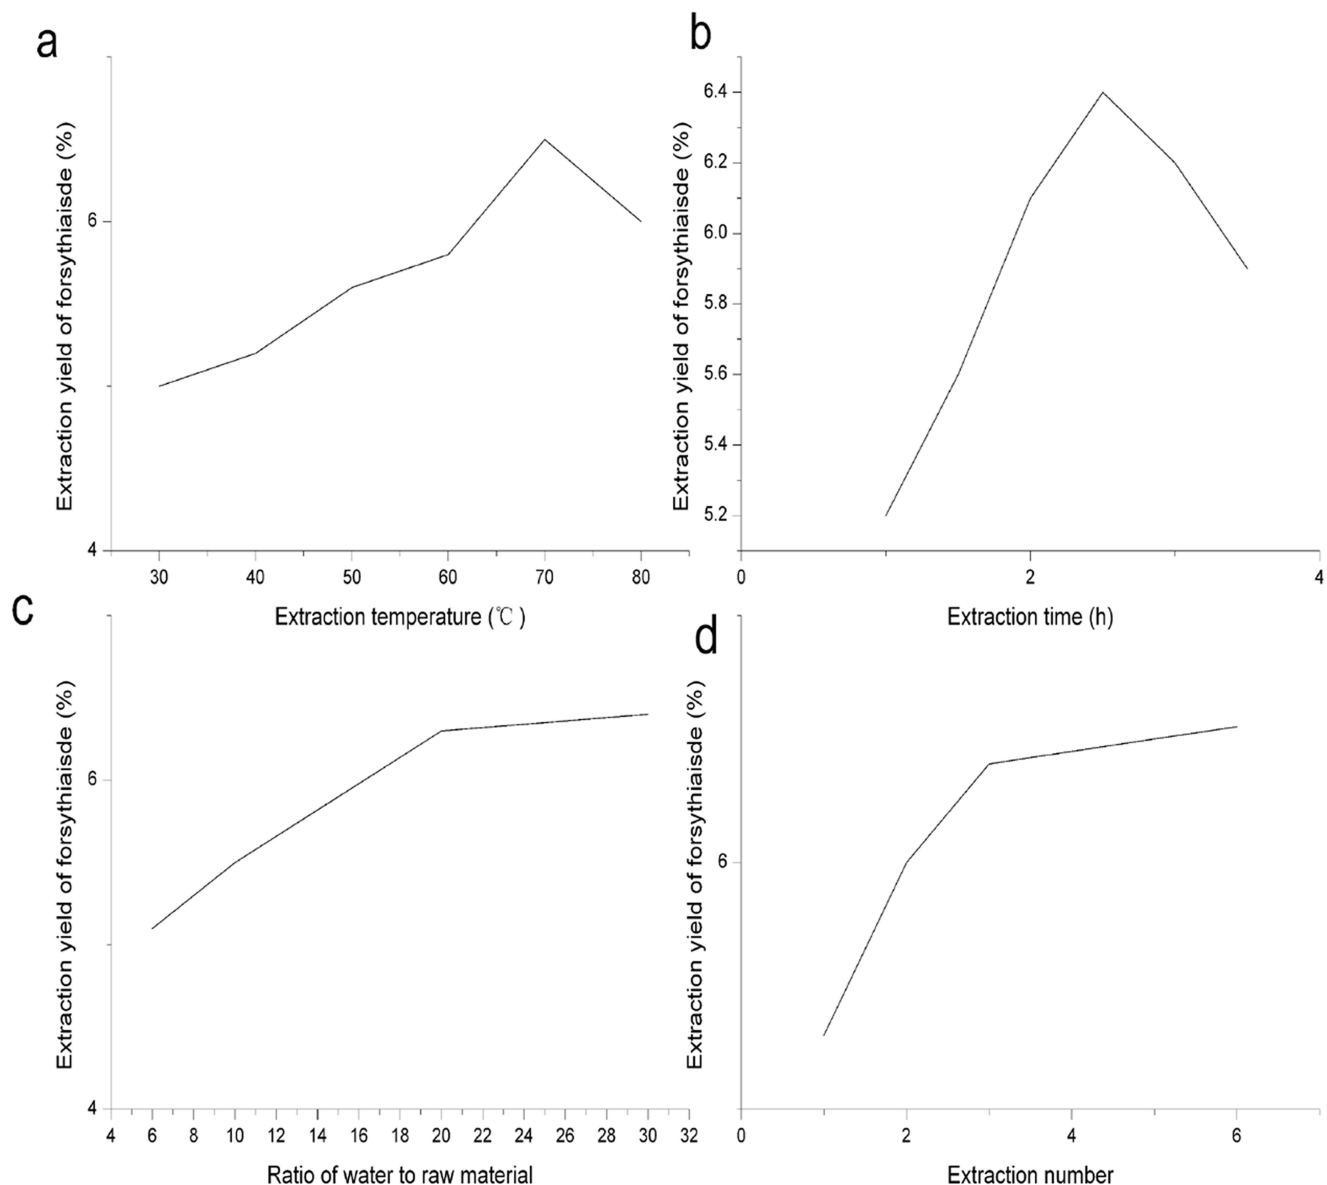 a
Extraction yield of forsythiaisde (%)
6
4
30 40 50 60 70 80
Extraction temperature (℃ )
b
Extraction yield of forsythiaisde (%)
6.4
6.2
6.0
5.8
5.6
5.4
5.2
0 2 4
Extraction time (h)
c
Extraction yield of forsythiaisde (%)
6
4
4 6 8 10 12 14 16 18 20 22 24 26 28 30 32
Ratio of water to raw material
d
Extraction yield of forsythiaisde (%)
6
0 2 4 6
Extraction number